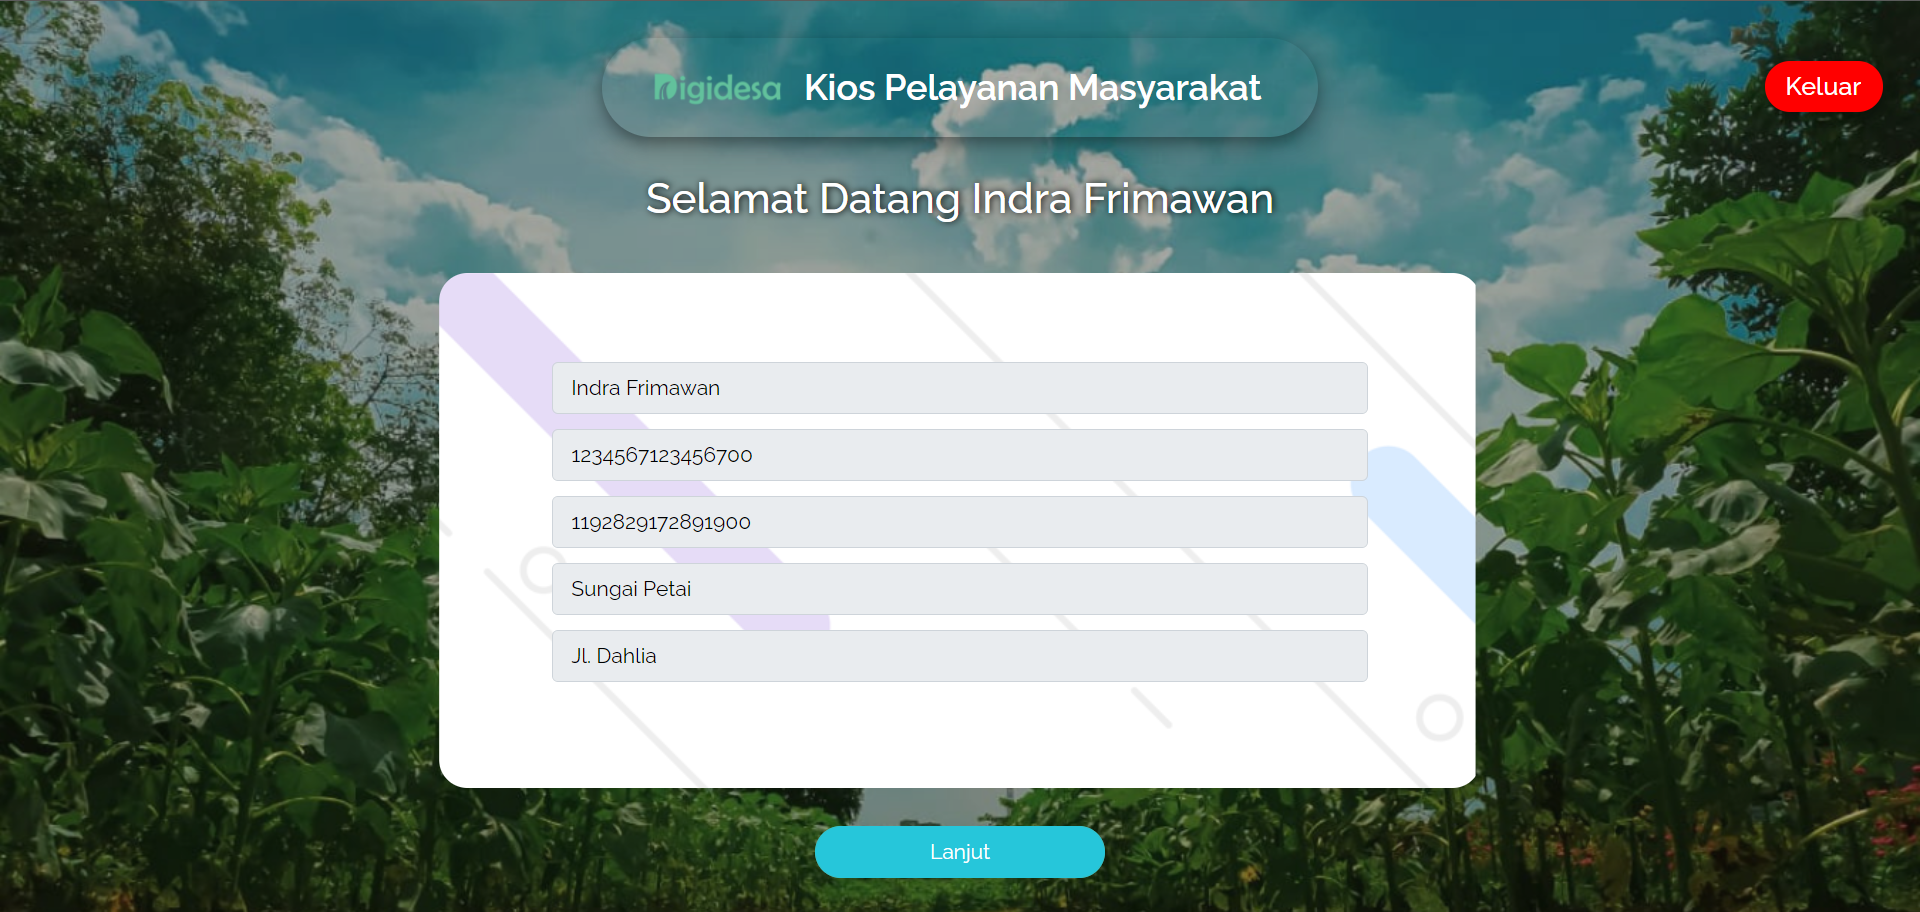 Digidesa Kios Pelayanan Masyarakat
Keluar
Selamat Datang Indra Frimawan
Indra Frimawan
1234567123456700
1192829172891900
Sungai Petai
Jl. Dahlia
Lanjut